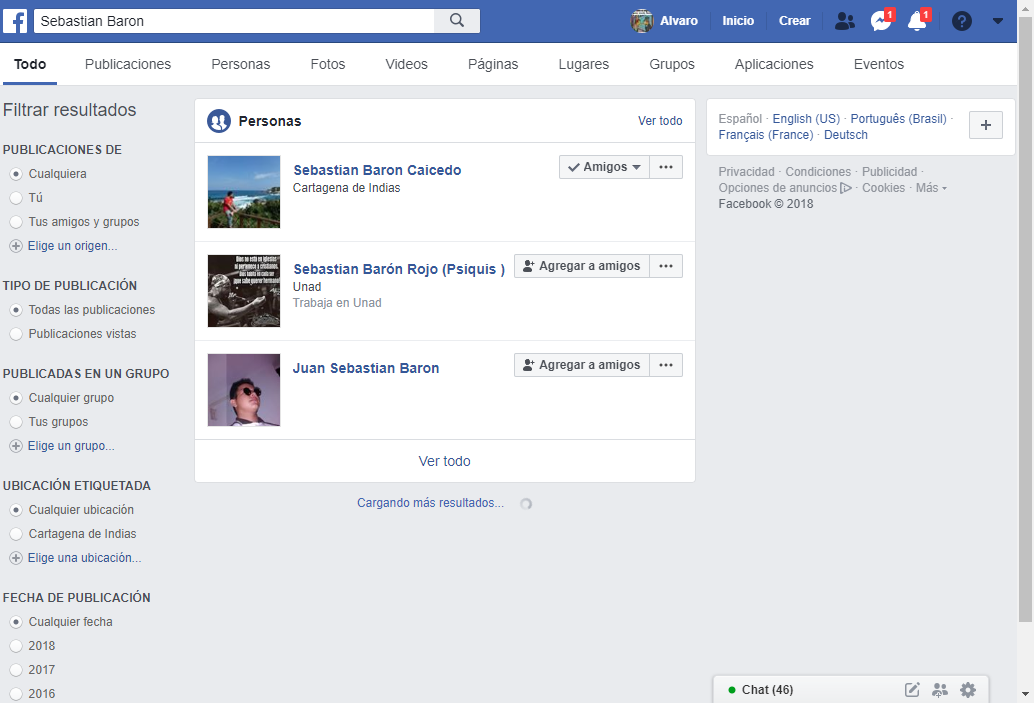 Sebastian Baron
Alvaro
Inicio
Crear
1
1
Todo
Publicaciones
Personas
Fotos
Videos
Páginas
Lugares
Grupos
Aplicaciones
Eventos
Filtrar resultados
PUBLICACIONES DE
Cualquiera
Tú
Tus amigos y grupos
Elige un origen...
TIPO DE PUBLICACIÓN
Todas las publicaciones
Publicaciones vistas
PUBLICADAS EN UN GRUPO
Cualquier grupo
Tus grupos
Elige un grupo...
UBICACIÓN ETIQUETADA
Cualquier ubicación
Cartagena de Indias
Elige una ubicación...
FECHA DE PUBLICACIÓN
Cualquier fecha
2018
2017
2016
Personas
Ver todo
Sebastian Baron Caicedo
Cartagena de Indias
Amigos
Sebastian Barón Rojo (Psiquis )
Unad
Trabaja en Unad
Agregar a amigos
Juan Sebastian Baron
Agregar a amigos
Ver todo
Cargando más resultados...
Español · English (US) · Português (Brasil) ·
Français (France) · Deutsch
Privacidad · Condiciones · Publicidad ·
Opciones de anuncios · Cookies · Más
Facebook © 2018
Chat (46)